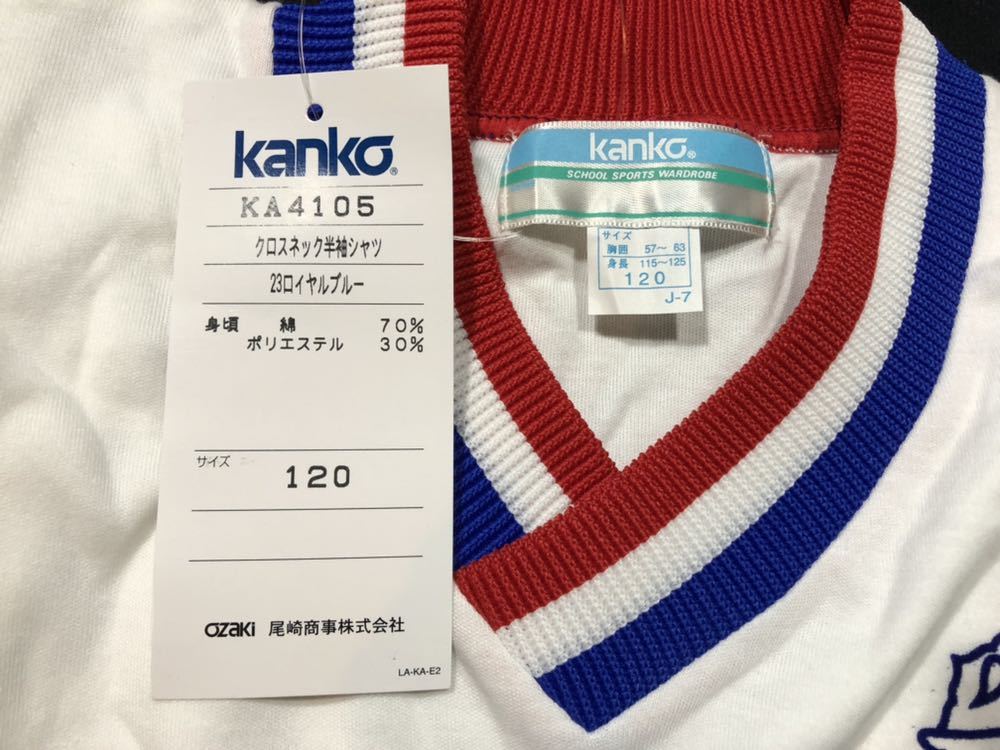 kanko®
KA4105
クロスネック半袖シャツ
23ロイヤルブルー
身頃 綿 70%
ポリエステル 30%
サイズ
120
OZAKI 尾崎商事株式会社
LA-KA-E2
kanko®
SCHOOL SPORTS WARDROBE
サイズ
胸囲 57〜63
身長 115〜125
120
J-7